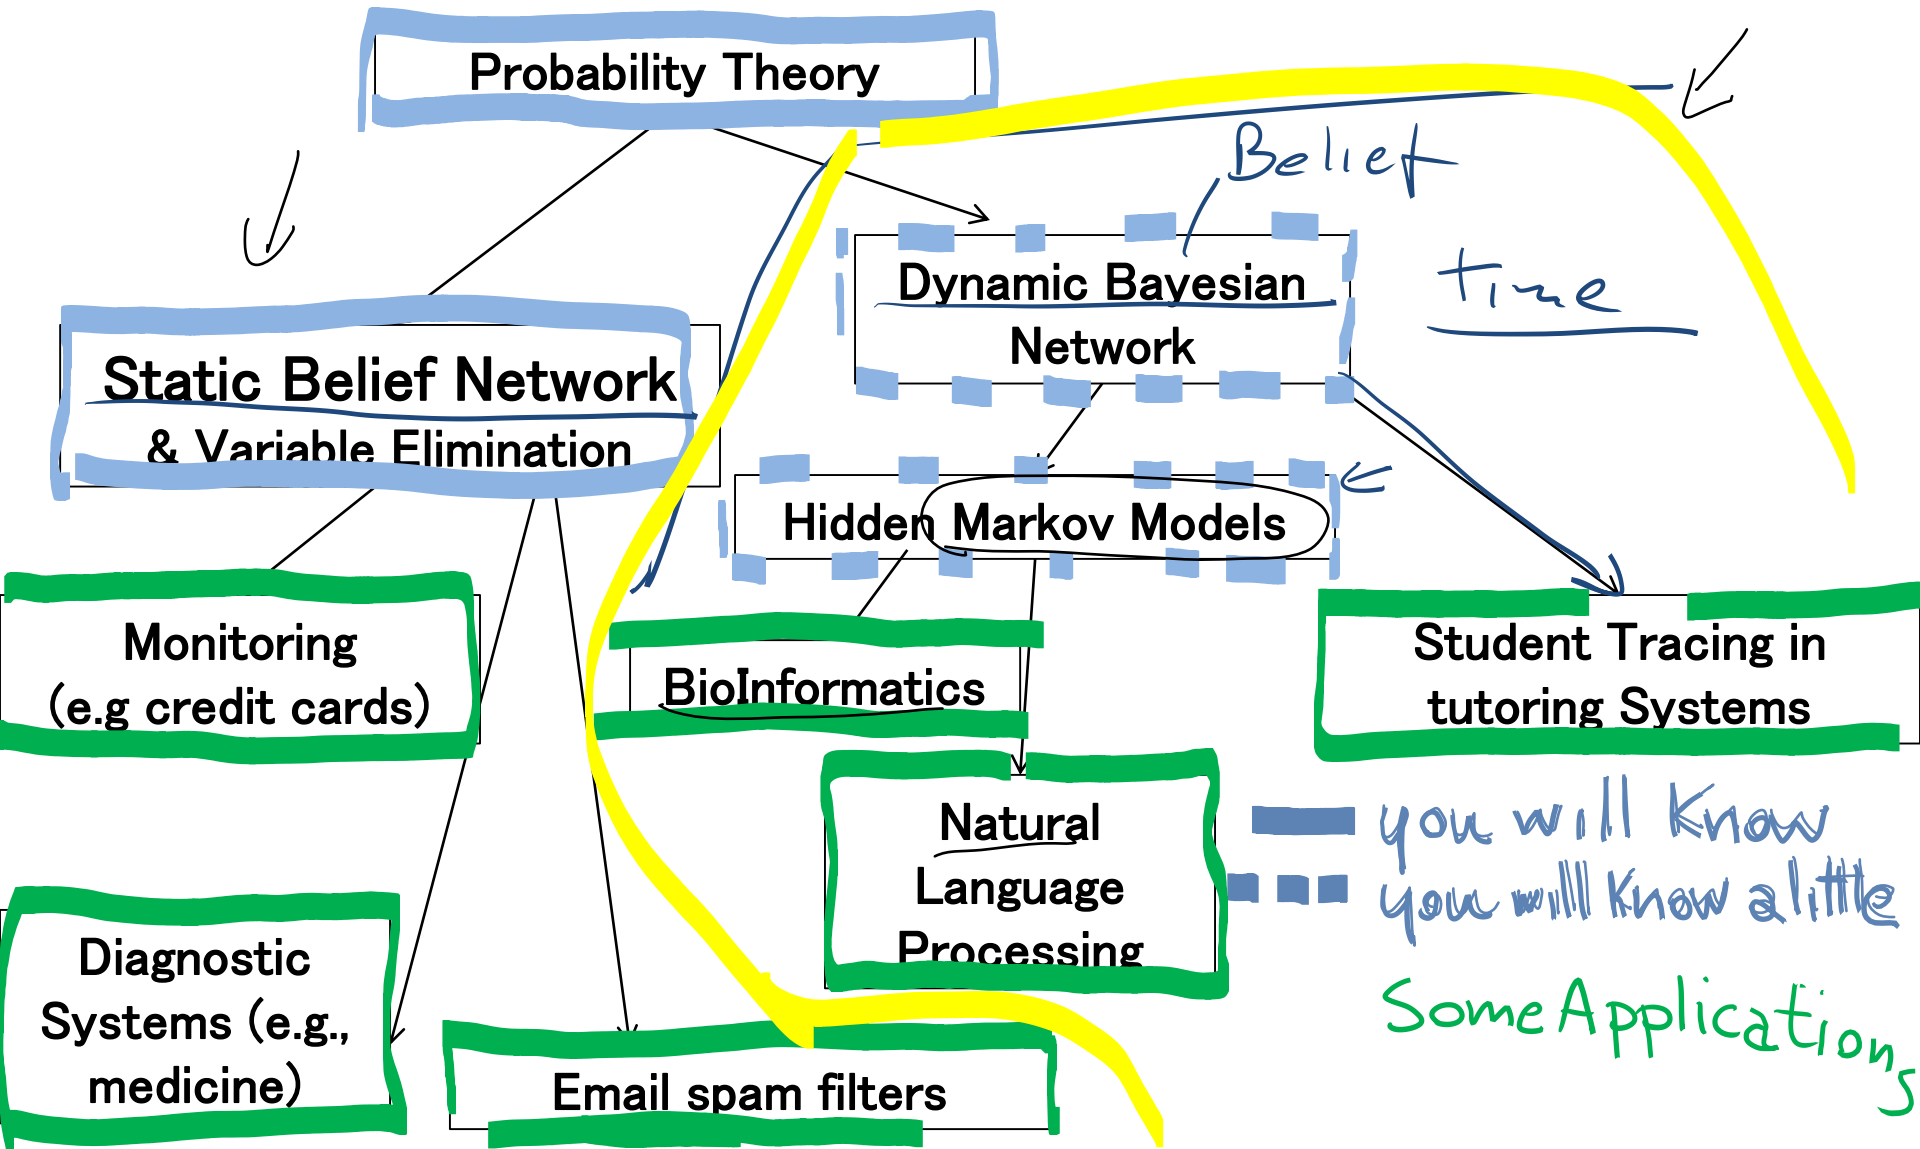 Probability Theory
Belief
Dynamic Bayesian
Network
time
Static Belief Network
& Variable Elimination
Hidden Markov Models
Monitoring
(e.g credit cards)
BioInformatics
Student Tracing in
tutoring Systems
Natural
Language
Processing
you will Know
you will Know a little
Some Applications
Diagnostic
Systems (e.g.,
medicine)
Email spam filters